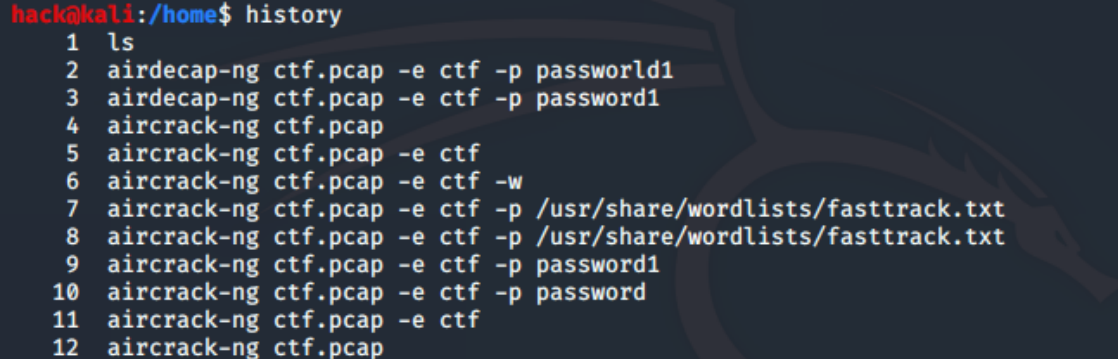 hack@kali:/home$ history
1 ls
2 airdecap-ng ctf.pcap -e ctf -p passworld1
3 airdecap-ng ctf.pcap -e ctf -p password1
4 aircrack-ng ctf.pcap
5 aircrack-ng ctf.pcap -e ctf
6 aircrack-ng ctf.pcap -e ctf -w
7 aircrack-ng ctf.pcap -e ctf -p /usr/share/wordlists/fasttrack.txt
8 aircrack-ng ctf.pcap -e ctf -p /usr/share/wordlists/fasttrack.txt
9 aircrack-ng ctf.pcap -e ctf -p password1
10 aircrack-ng ctf.pcap -e ctf -p password
11 aircrack-ng ctf.pcap -e ctf
12 aircrack-ng ctf.pcap